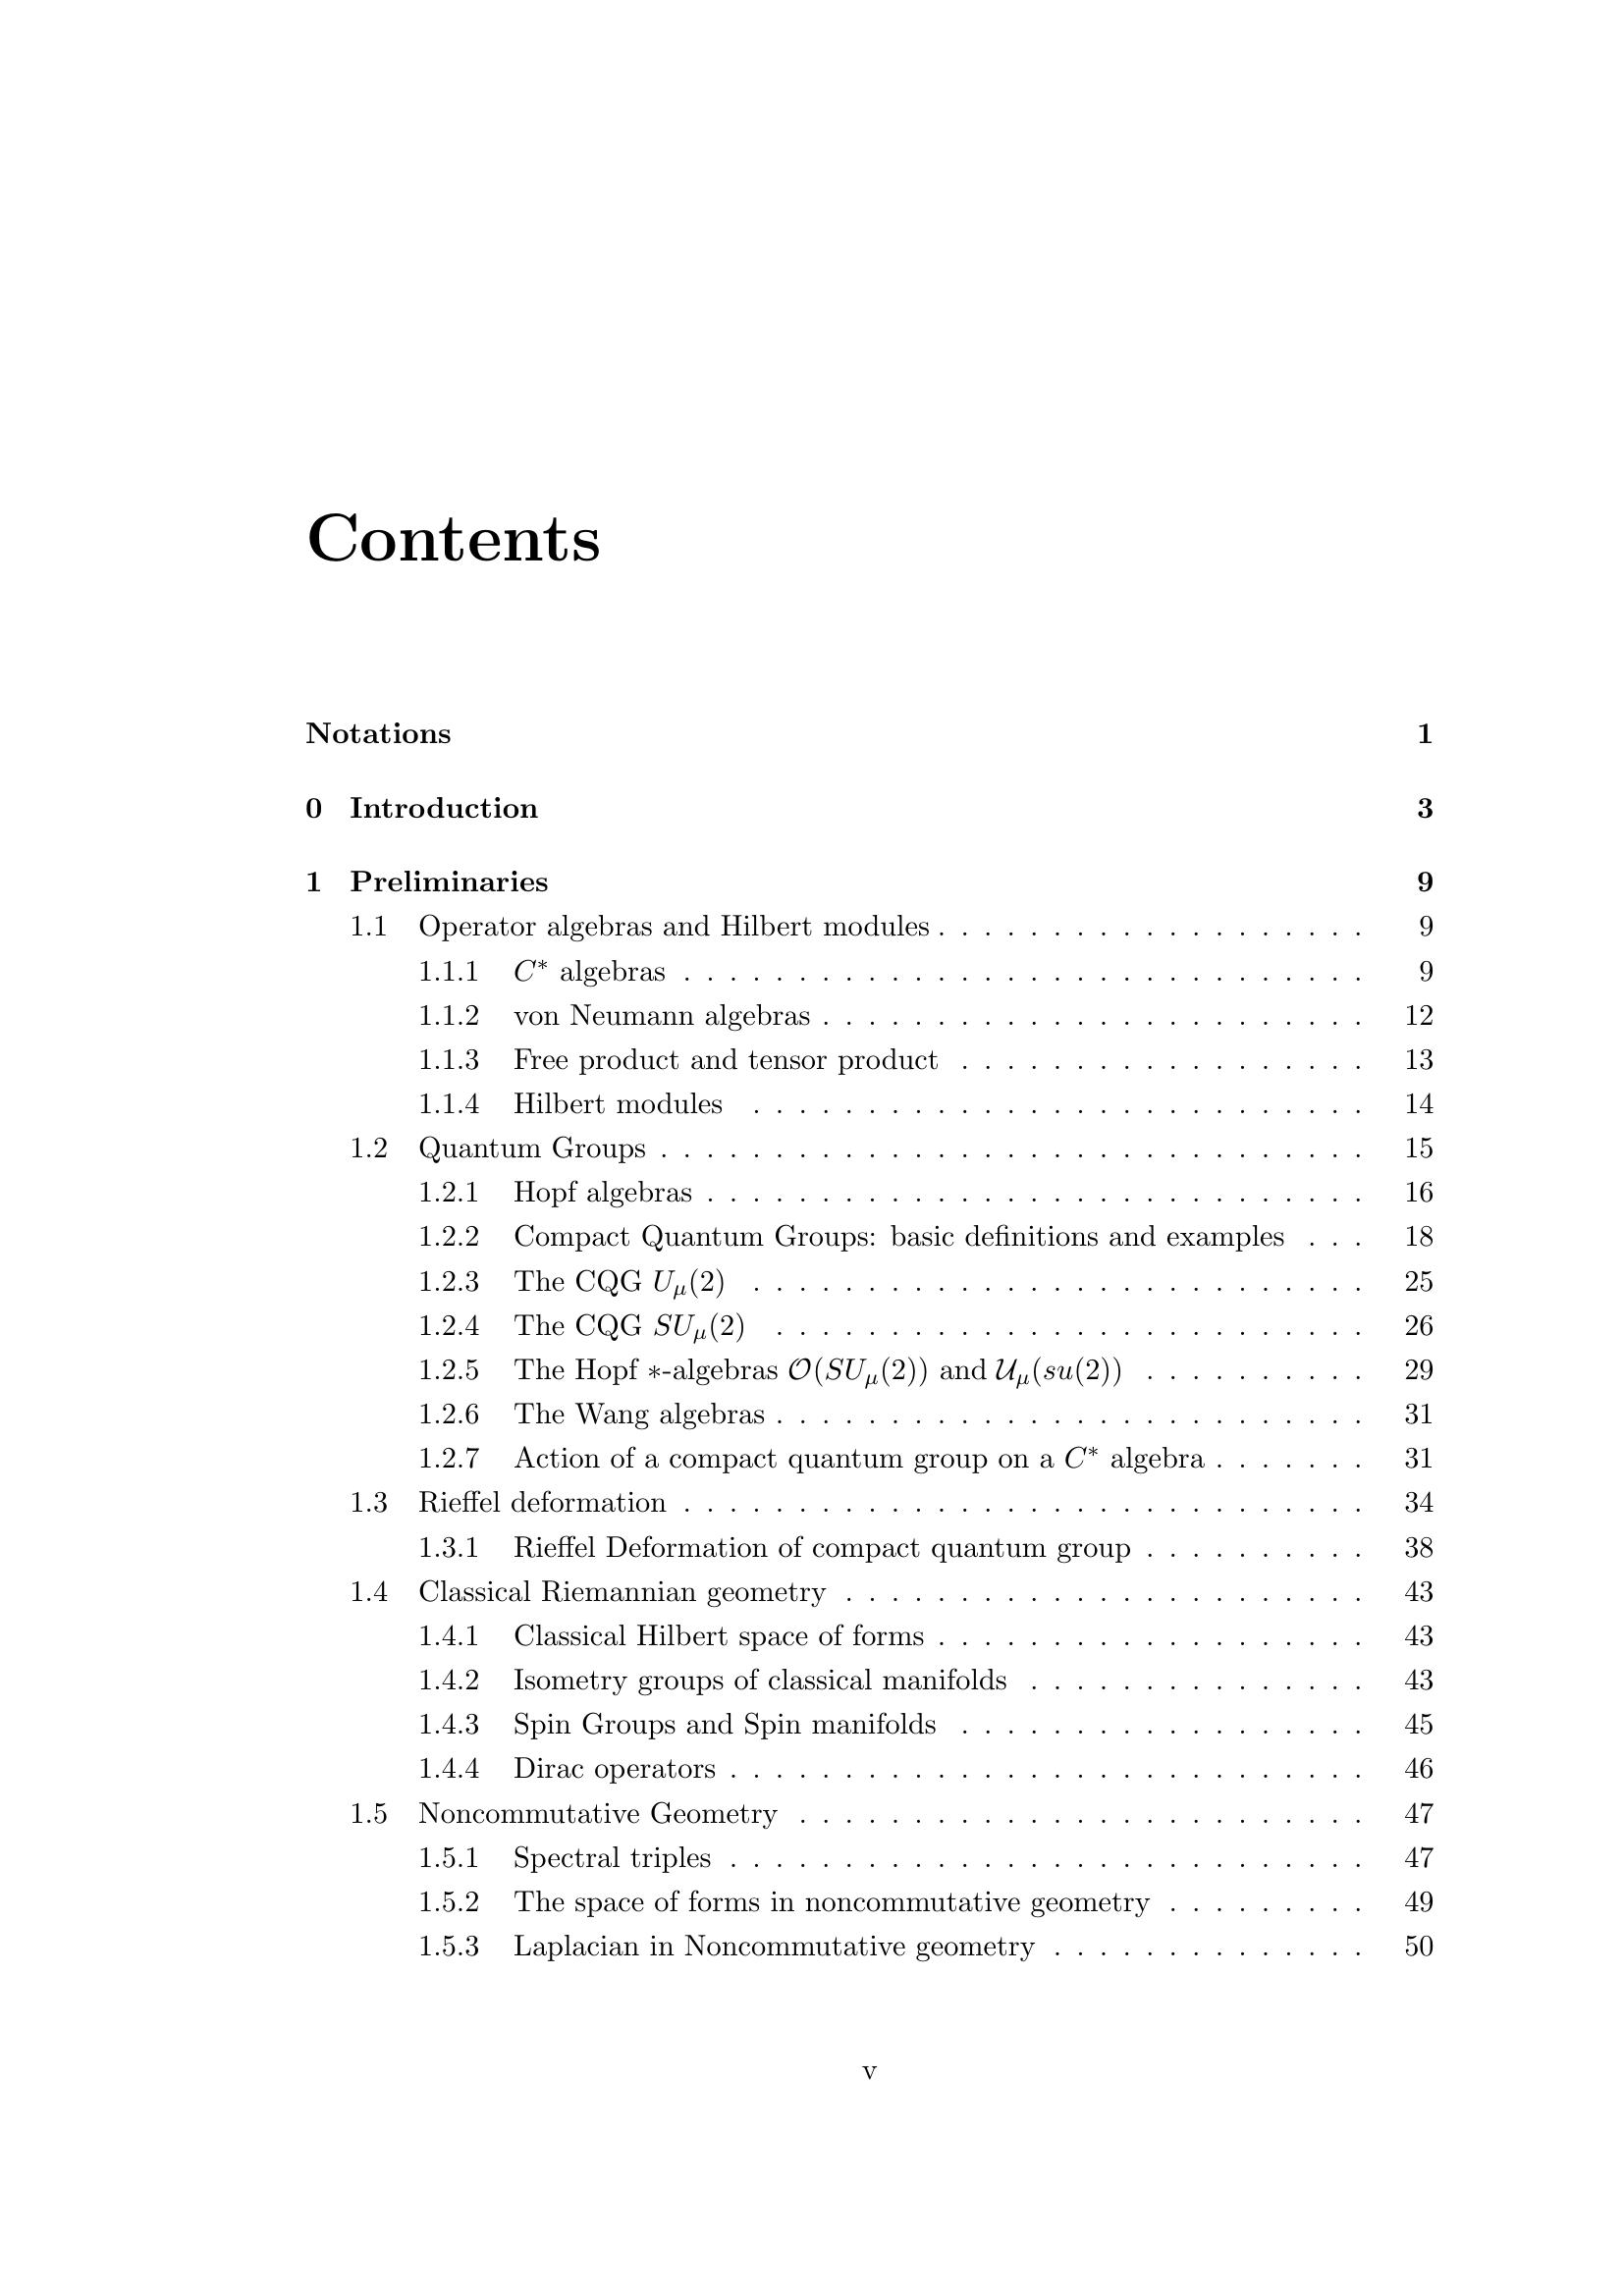 Contents
Notations 1
0 Introduction 3
1 Preliminaries 9
1.1 Operator algebras and Hilbert modules . . . . . . . . . . . . . . . . . . . 9
1.1.1 C* algebras . . . . . . . . . . . . . . . . . . . . . . . . . . . . . . 9
1.1.2 von Neumann algebras . . . . . . . . . . . . . . . . . . . . . . . . 12
1.1.3 Free product and tensor product . . . . . . . . . . . . . . . . . . 13
1.1.4 Hilbert modules . . . . . . . . . . . . . . . . . . . . . . . . . . . 14
1.2 Quantum Groups . . . . . . . . . . . . . . . . . . . . . . . . . . . . . . . 15
1.2.1 Hopf algebras . . . . . . . . . . . . . . . . . . . . . . . . . . . . . 16
1.2.2 Compact Quantum Groups: basic definitions and examples . . . 18
1.2.3 The CQG $U_\mu(2)$ . . . . . . . . . . . . . . . . . . . . . . . . . . . 25
1.2.4 The CQG $SU_\mu(2)$ . . . . . . . . . . . . . . . . . . . . . . . . . . 26
1.2.5 The Hopf ∗-algebras $\mathcal{O}(SU_\mu(2))$ and $\mathcal{U}_\mu(su(2))$ . . . . . . . . . . 29
1.2.6 The Wang algebras . . . . . . . . . . . . . . . . . . . . . . . . . . 31
1.2.7 Action of a compact quantum group on a C* algebra . . . . . . . 31
1.3 Rieffel deformation . . . . . . . . . . . . . . . . . . . . . . . . . . . . . . 34
1.3.1 Rieffel Deformation of compact quantum group . . . . . . . . . . 38
1.4 Classical Riemannian geometry . . . . . . . . . . . . . . . . . . . . . . . 43
1.4.1 Classical Hilbert space of forms . . . . . . . . . . . . . . . . . . . 43
1.4.2 Isometry groups of classical manifolds . . . . . . . . . . . . . . . 43
1.4.3 Spin Groups and Spin manifolds . . . . . . . . . . . . . . . . . . 45
1.4.4 Dirac operators . . . . . . . . . . . . . . . . . . . . . . . . . . . . 46
1.5 Noncommutative Geometry . . . . . . . . . . . . . . . . . . . . . . . . . 47
1.5.1 Spectral triples . . . . . . . . . . . . . . . . . . . . . . . . . . . . 47
1.5.2 The space of forms in noncommutative geometry . . . . . . . . . 49
1.5.3 Laplacian in Noncommutative geometry . . . . . . . . . . . . . . 50
v